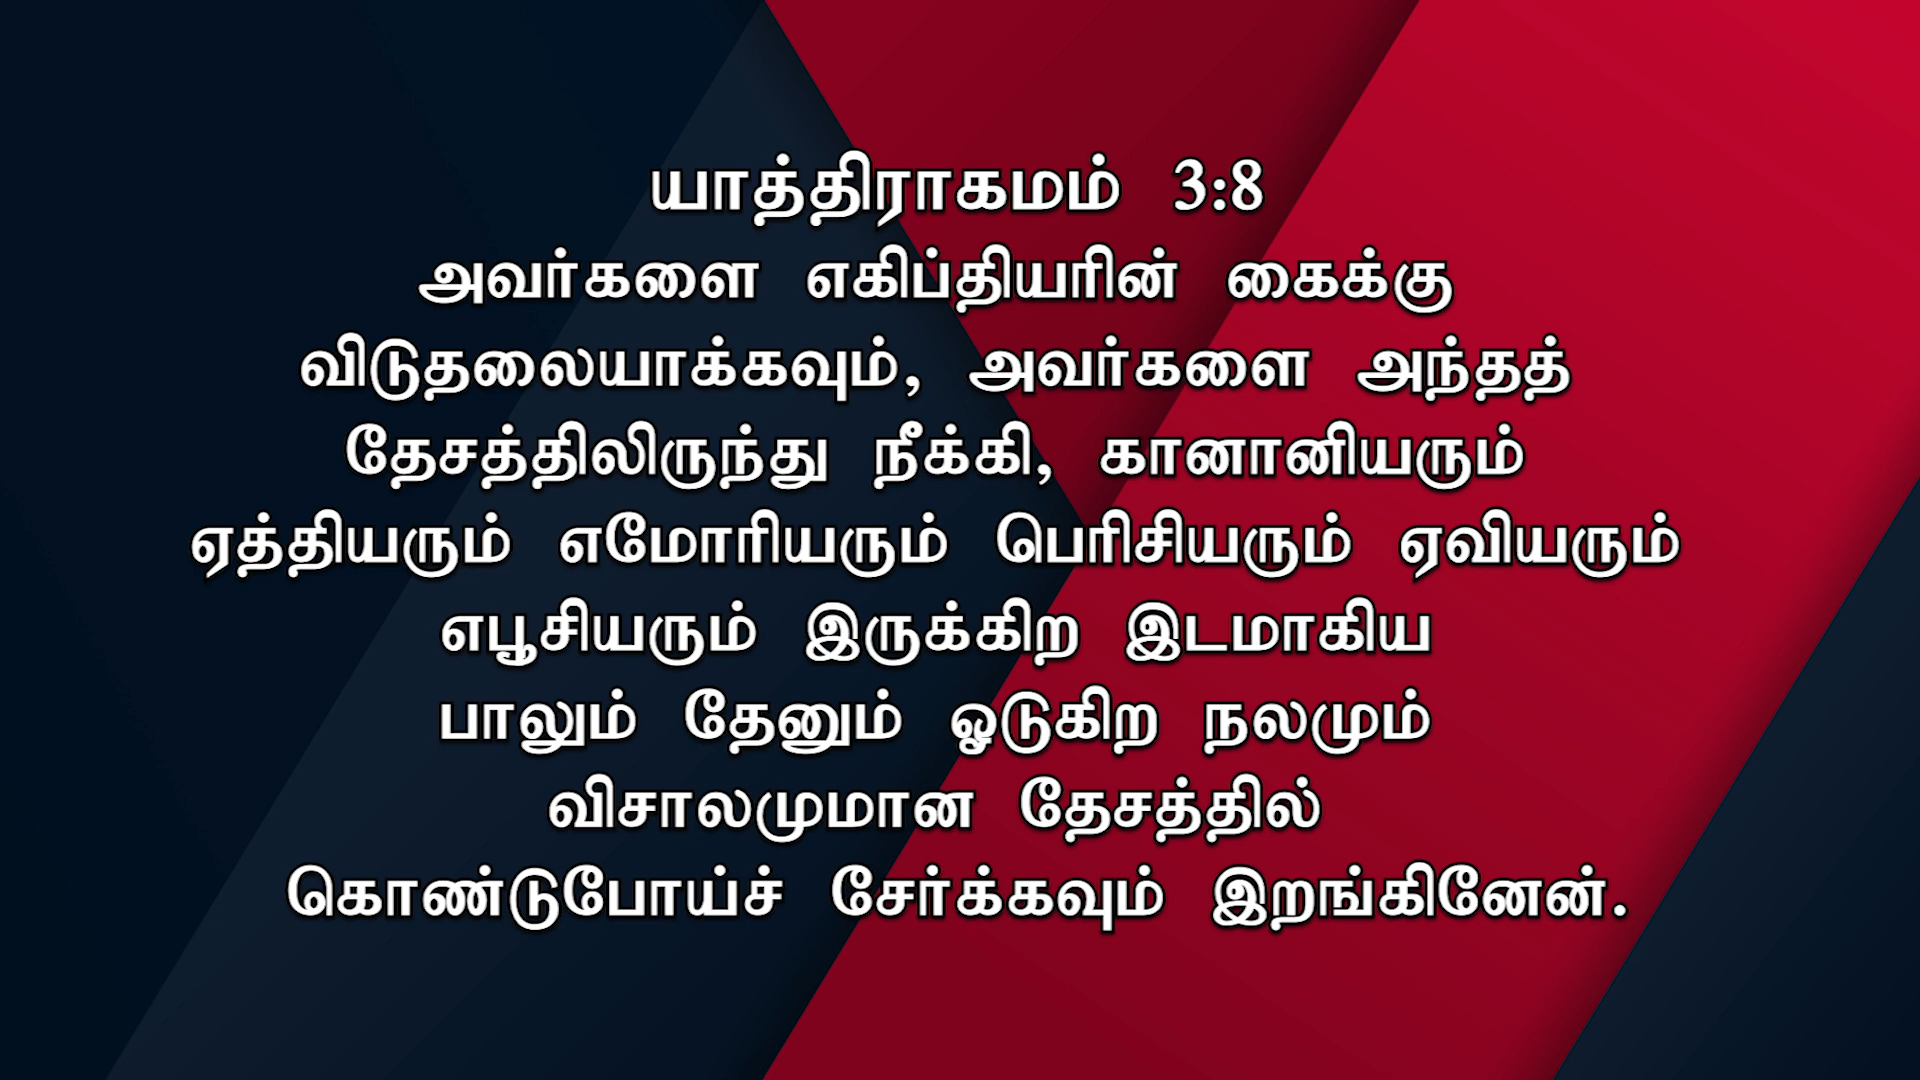 யாத்திராகமம் 3:8
அவர்களை எகிப்தியரின் கைக்கு
விடுதலையாக்கவும், அவர்களை அந்தத்
தேசத்திலிருந்து நீக்கி, கானானியரும்
ஏத்தியரும் எமோரியரும் பெரிசியரும் ஏவியரும்
எபூசியரும் இருக்கிற இடமாகிய
பாலும் தேனும் ஓடுகிற நலமும்
விசாலமுமான தேசத்தில்
கொண்டுபோய்ச் சேர்க்கவும் இறங்கினேன்.